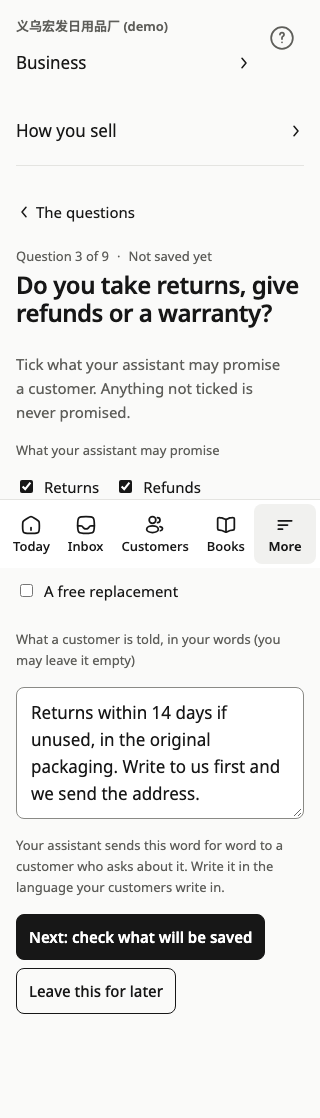 义乌宏发日用品厂 (demo)
Business
How you sell
The questions
Question 3 of 9 · Not saved yet
Do you take returns, give
refunds or a warranty?
Tick what your assistant may promise
a customer. Anything not ticked is
never promised.
What your assistant may promise
Returns Refunds
Today Inbox Customers Books More
A free replacement
What a customer is told, in your words (you
may leave it empty)
Returns within 14 days if
unused, in the original
packaging. Write to us first and
we send the address.
Your assistant sends this word for word to a
customer who asks about it. Write it in the
language your customers write in.
Next: check what will be saved
Leave this for later